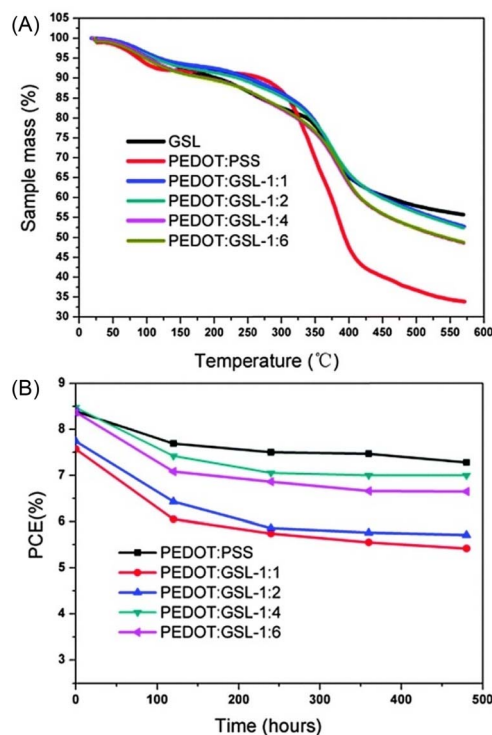 (A)
105
100
95
90
85
80
75
70
65
60
55
50
45
40
35
30
Sample mass (%)
GSL
PEDOT:PSS
PEDOT:GSL-1:1
PEDOT:GSL-1:2
PEDOT:GSL-1:4
PEDOT:GSL-1:6
0 50 100 150 200 250 300 350 400 450 500 550 600
Temperature (℃)
(B)
9
8
7
6
5
4
3
PCE(%)
PEDOT:PSS
PEDOT:GSL-1:1
PEDOT:GSL-1:2
PEDOT:GSL-1:4
PEDOT:GSL-1:6
0 100 200 300 400 500
Time (hours)